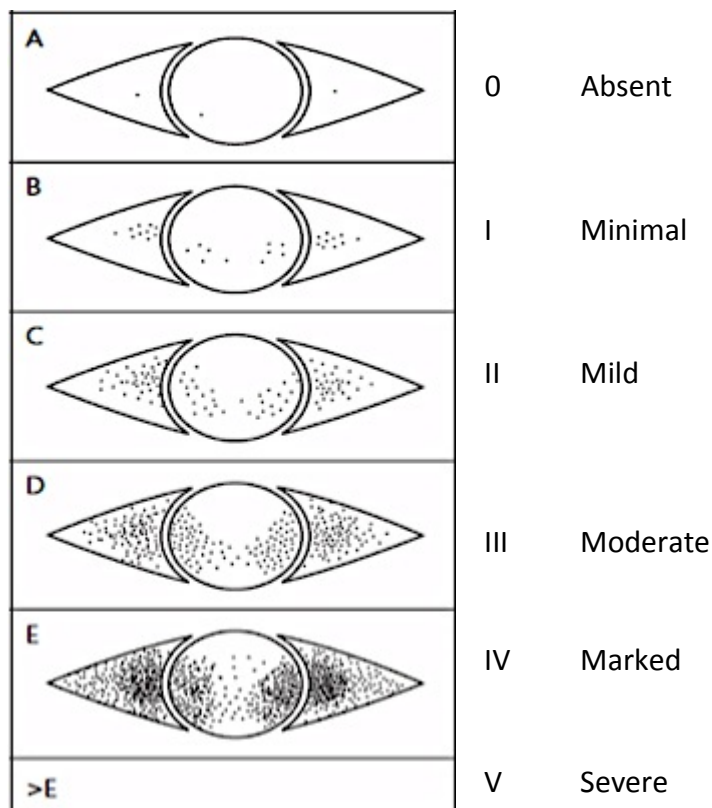 A 0 Absent
B I Minimal
C II Mild
D III Moderate
E IV Marked
>E V Severe